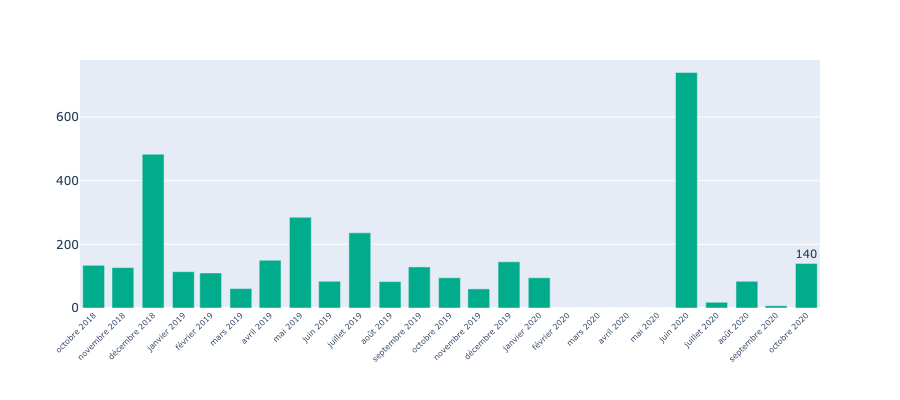 600
400
200
0
140
octobre 2018
novembre 2018
décembre 2018
janvier 2019
février 2019
mars 2019
avril 2019
mai 2019
juin 2019
juillet 2019
août 2019
septembre 2019
octobre 2019
novembre 2019
décembre 2019
janvier 2020
février 2020
mars 2020
avril 2020
mai 2020
juin 2020
juillet 2020
août 2020
septembre 2020
octobre 2020